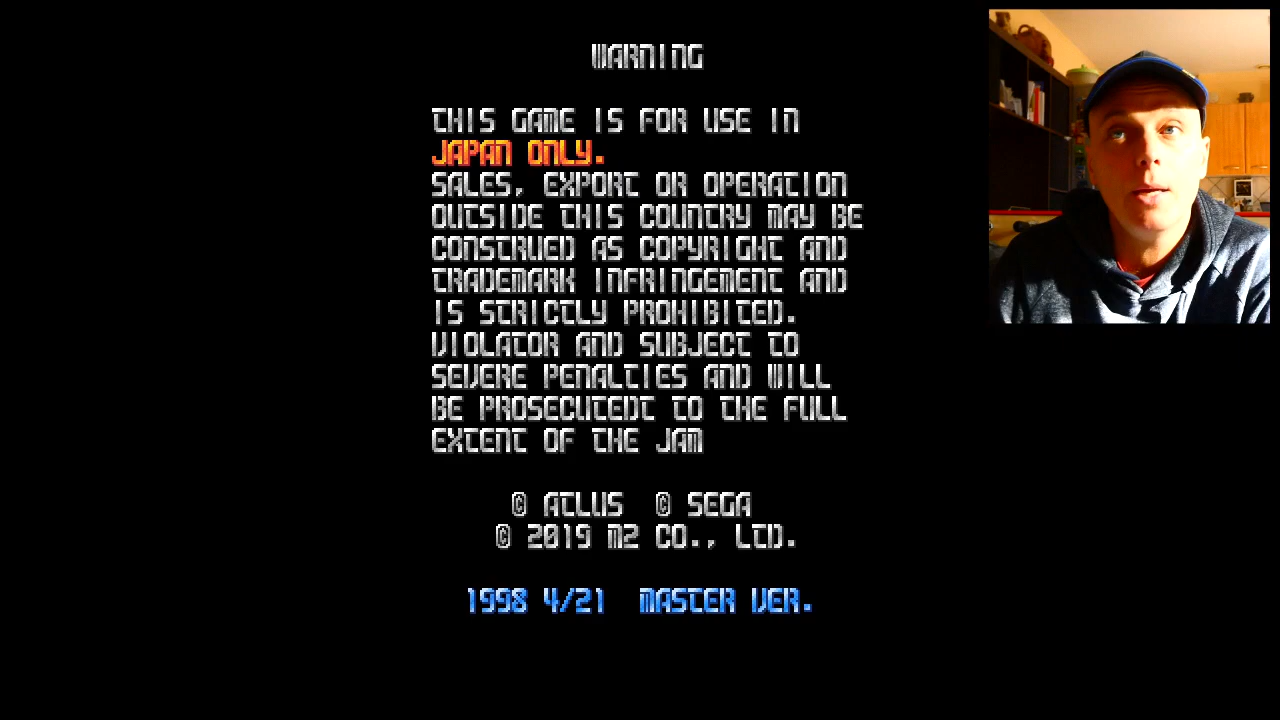 WARNING
THIS GAME IS FOR USE IN
JAPAN ONLY.
SALES, EXPORT OR OPERATION
OUTSIDE THIS COUNTRY MAY BE
CONSTRUED AS COPYRIGHT AND
TRADEMARK INFRINGEMENT AND
IS STRICTLY PROHIBITED.
VIOLATOR AND SUBJECT TO
SEVERE PENALTIES AND WILL
BE PROSECUTEDT TO THE FULL
EXTENT OF THE JAM
© ATLUS © SEGA
© 2019 M2 CO., LTD.
1998 4/21 MASTER VER.